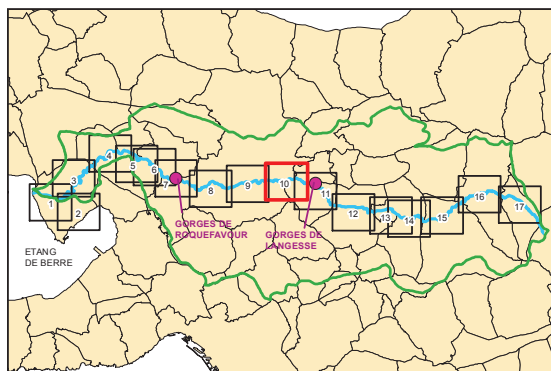 1
2
3
4
5
6
7
8
9
10
11
12
13
14
15
16
17
GORGES DE
ROQUEFAVOUR
GORGES DE
LANGESSE
ETANG
DE BERRE